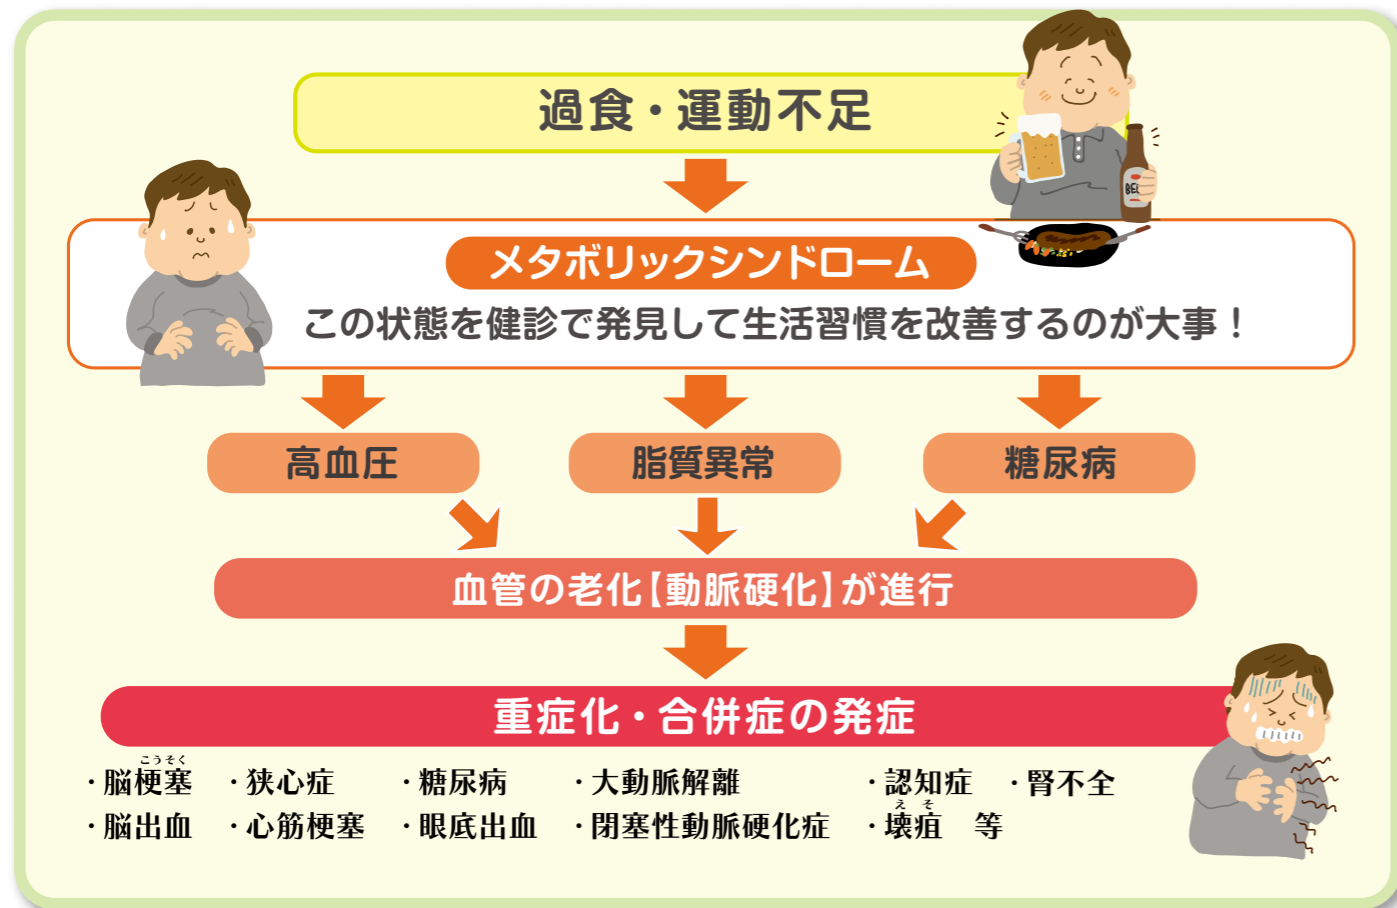 過食・運動不足
メタボリックシンドローム
この状態を健診で発見して生活習慣を改善するのが大事！
高血圧 脂質異常 糖尿病
血管の老化【動脈硬化】が進行
重症化・合併症の発症
こうそく
・脳梗塞 ・狭心症 ・糖尿病 ・大動脈解離 ・認知症 ・腎不全
えそ
・脳出血 ・心筋梗塞 ・眼底出血 ・閉塞性動脈硬化症 ・壊疽 等